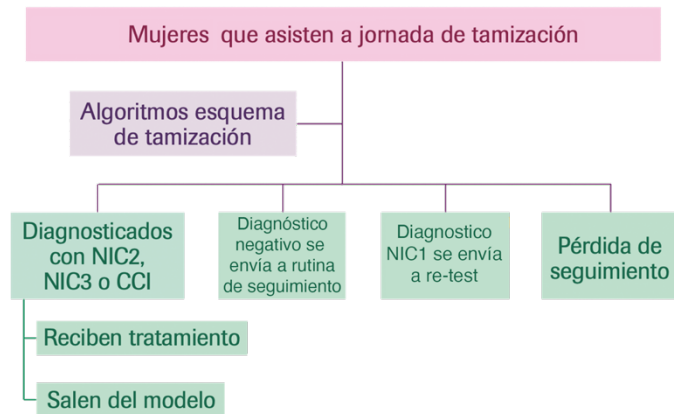 Mujeres que asisten a jornada de tamización
Algoritmos esquema
de tamización
Diagnosticados
con NIC2,
NIC3 o CCI
Diagnóstico
negativo se
envía a rutina
de seguimiento
Diagnostico
NIC1 se envía
a re-test
Pérdida de
seguimiento
Reciben tratamiento
Salen del modelo